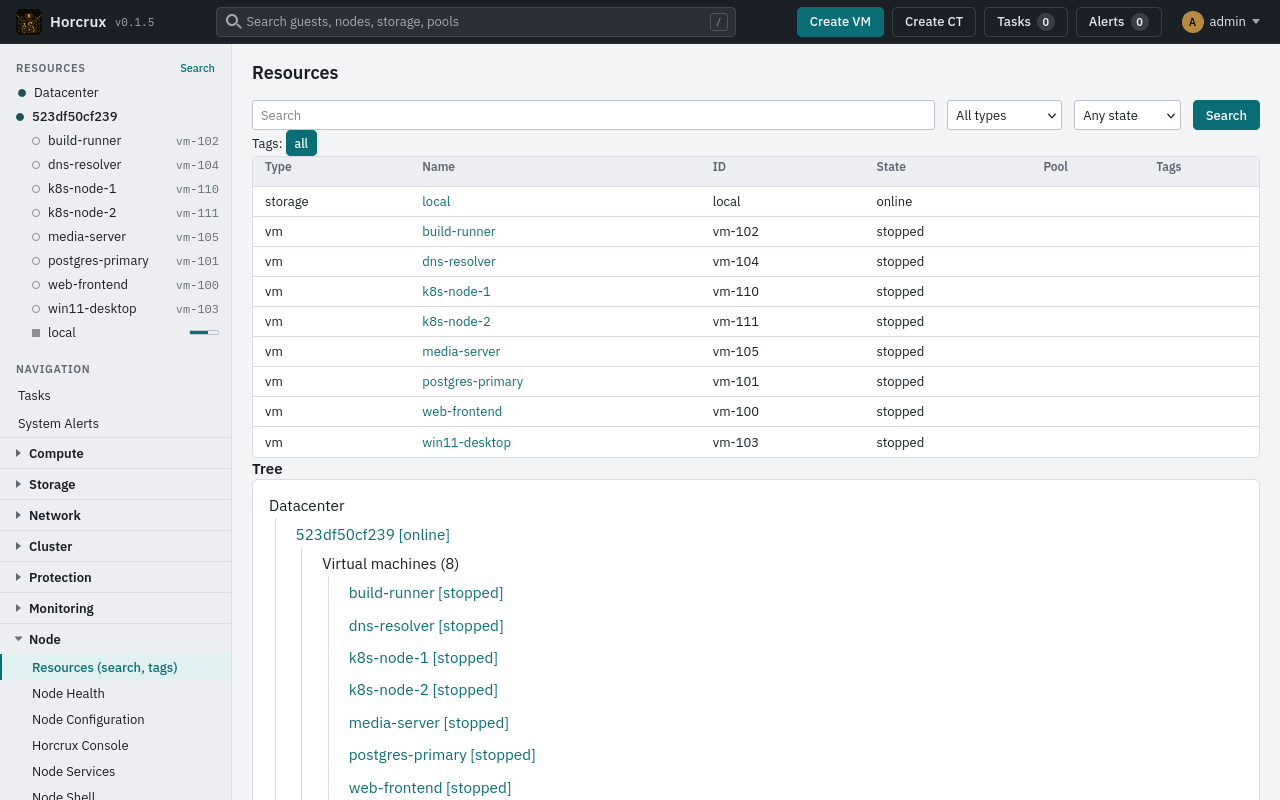 Horcrux v0.1.5
Search guests, nodes, storage, pools /
Create VM
Create CT
Tasks 0
Alerts 0
A admin
RESOURCES Search
Datacenter
523df50cf239
build-runner vm-102
dns-resolver vm-104
k8s-node-1 vm-110
k8s-node-2 vm-111
media-server vm-105
postgres-primary vm-101
web-frontend vm-100
win11-desktop vm-103
local
NAVIGATION
Tasks
System Alerts
Compute
Storage
Network
Cluster
Protection
Monitoring
Node
Resources (search, tags)
Node Health
Node Configuration
Horcrux Console
Node Services
Node Shell
Resources
Search All types Any state Search
Tags: all
Type Name ID State Pool Tags
storage local local online
vm build-runner vm-102 stopped
vm dns-resolver vm-104 stopped
vm k8s-node-1 vm-110 stopped
vm k8s-node-2 vm-111 stopped
vm media-server vm-105 stopped
vm postgres-primary vm-101 stopped
vm web-frontend vm-100 stopped
vm win11-desktop vm-103 stopped
Tree
Datacenter
523df50cf239 [online]
Virtual machines (8)
build-runner [stopped]
dns-resolver [stopped]
k8s-node-1 [stopped]
k8s-node-2 [stopped]
media-server [stopped]
postgres-primary [stopped]
web-frontend [stopped]